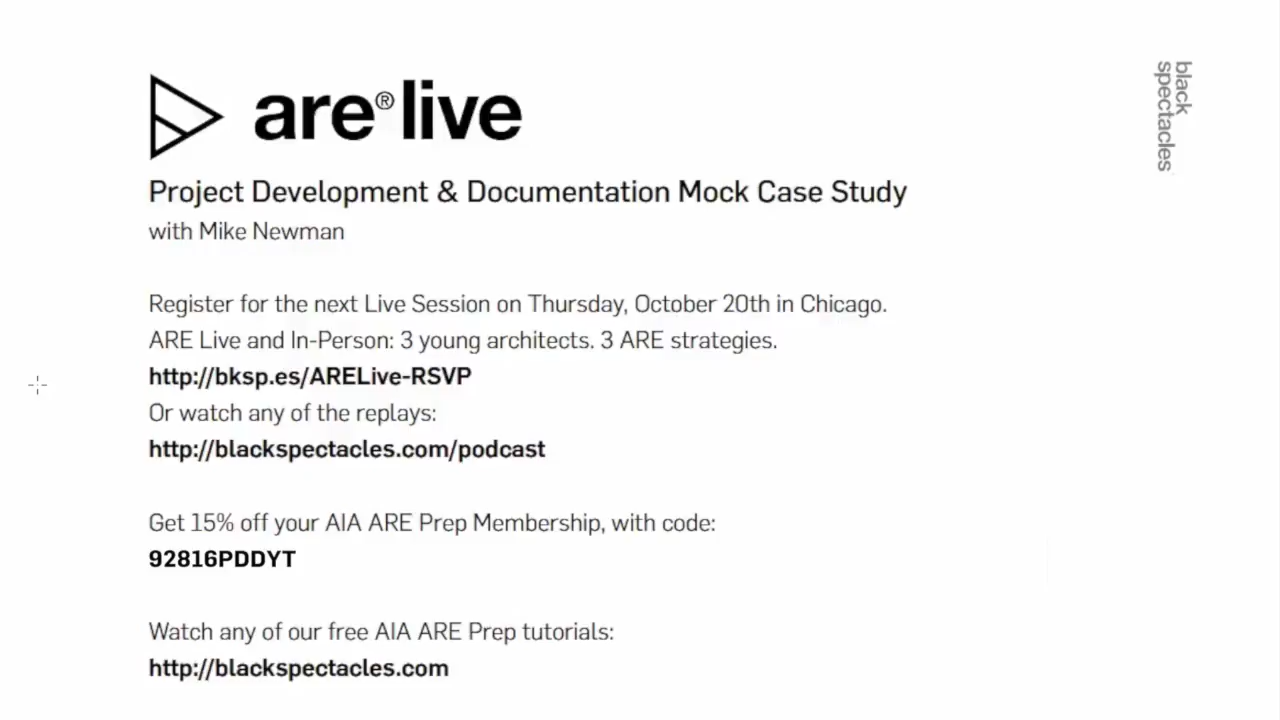 are® live
black
spectacles
Project Development & Documentation Mock Case Study
with Mike Newman
Register for the next Live Session on Thursday, October 20th in Chicago.
ARE Live and In-Person: 3 young architects. 3 ARE strategies.
http://bksp.es/ARELive-RSVP
Or watch any of the replays:
http://blackspectacles.com/podcast
Get 15% off your AIA ARE Prep Membership, with code:
92816PDDYT
Watch any of our free AIA ARE Prep tutorials:
http://blackspectacles.com